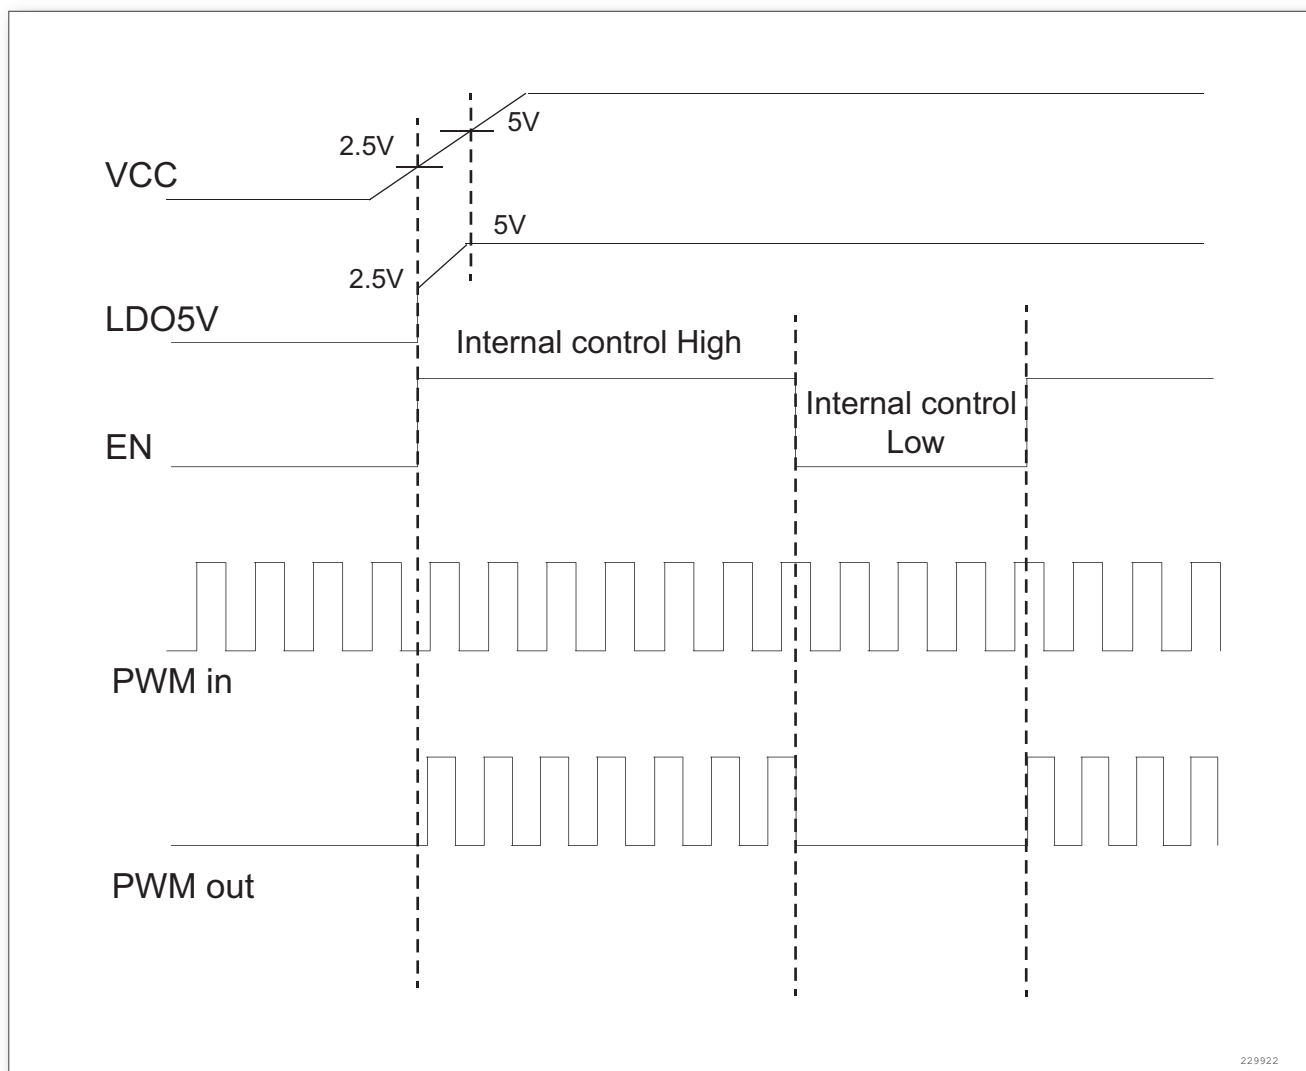 2.5V
5V
VCC
5V
2.5V
LDO5V
Internal control High
Internal control
Low
EN
PWM in
PWM out
229922